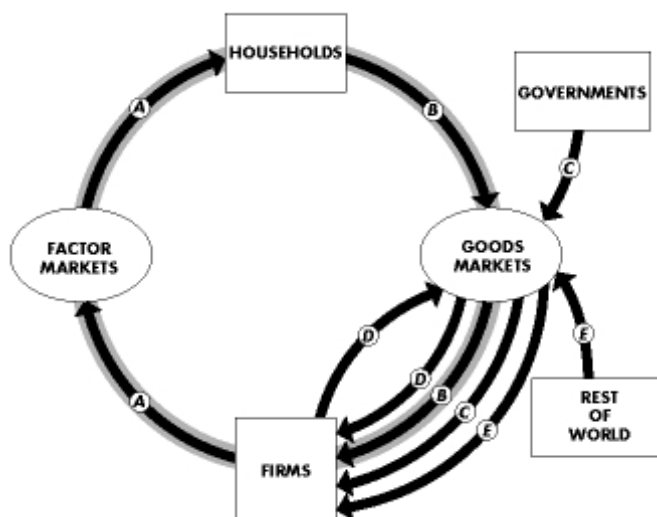 HOUSEHOLDS
GOVERNMENTS
A
B
C
FACTOR
MARKETS
GOODS
MARKETS
D
E
D
B
A
C
REST
OF
WORLD
E
FIRMS